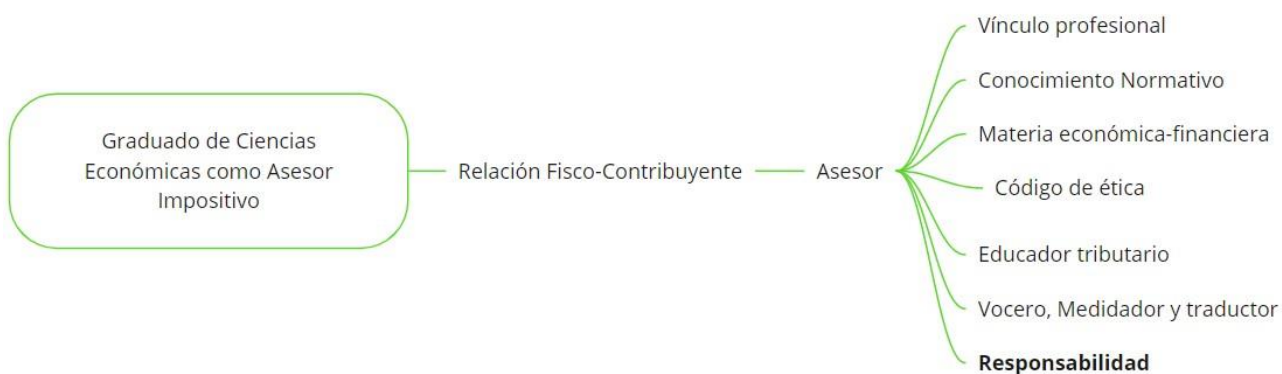 Graduado de Ciencias
Económicas como Asesor
Impositivo
Relación Fisco-Contribuyente
Asesor
Vínculo profesional
Conocimiento Normativo
Materia económica-financiera
Código de ética
Educador tributario
Vocero, Medidador y traductor
Responsabilidad